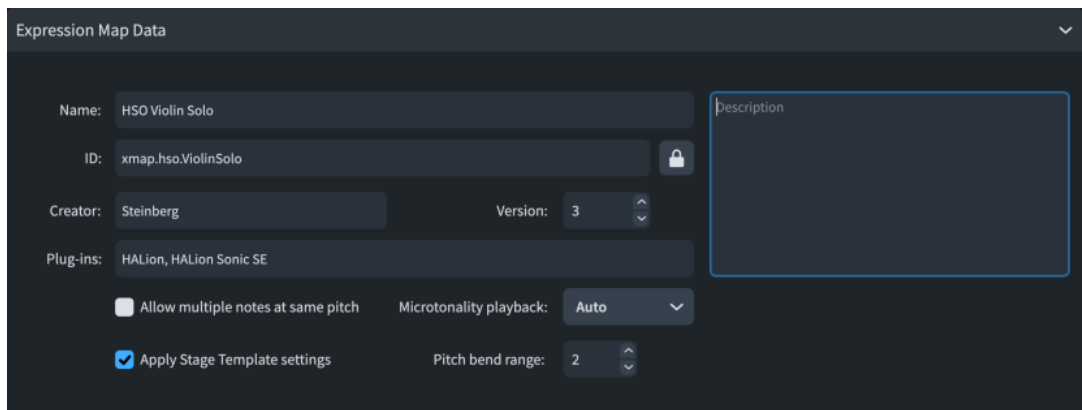 Expression Map Data
Name: HSO Violin Solo
Description
ID: xmap.hso.ViolinSolo
Creator: Steinberg Version: 3
Plug-ins: HALion, HALion Sonic SE
Allow multiple notes at same pitch Microtonality playback: Auto
Apply Stage Template settings Pitch bend range: 2